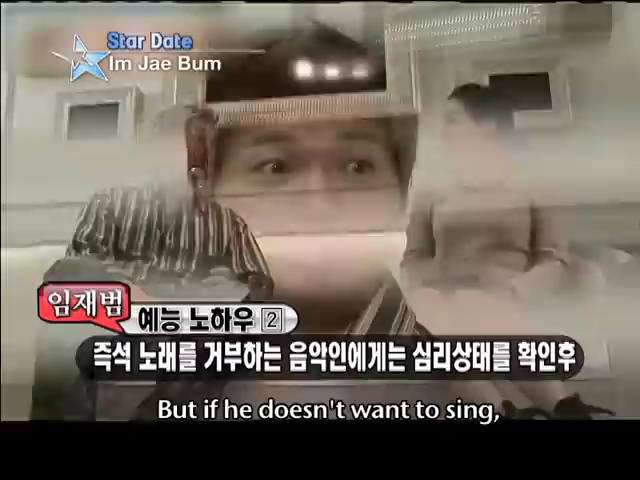 Star Date
Im Jae Bum
임재범
예능 노하우 2
즉석 노래를 거부하는 음악인에게는 심리상태를 확인후
But if he doesn't want to sing,